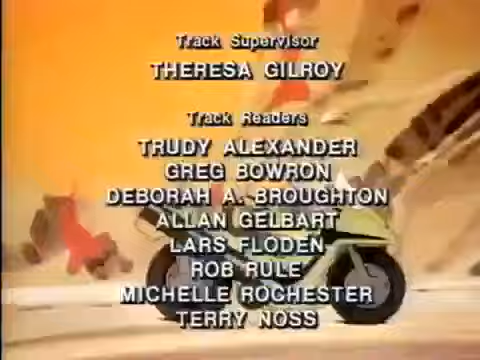 Track Supervisor
THERESA GILROY
Track Readers
TRUDY ALEXANDER
GREG BOWRON
DEBORAH A. BROUGHTON
ALLAN GELBART
LARS FLODEN
ROB RULE
MICHELLE ROCHESTER
TERRY NOSS